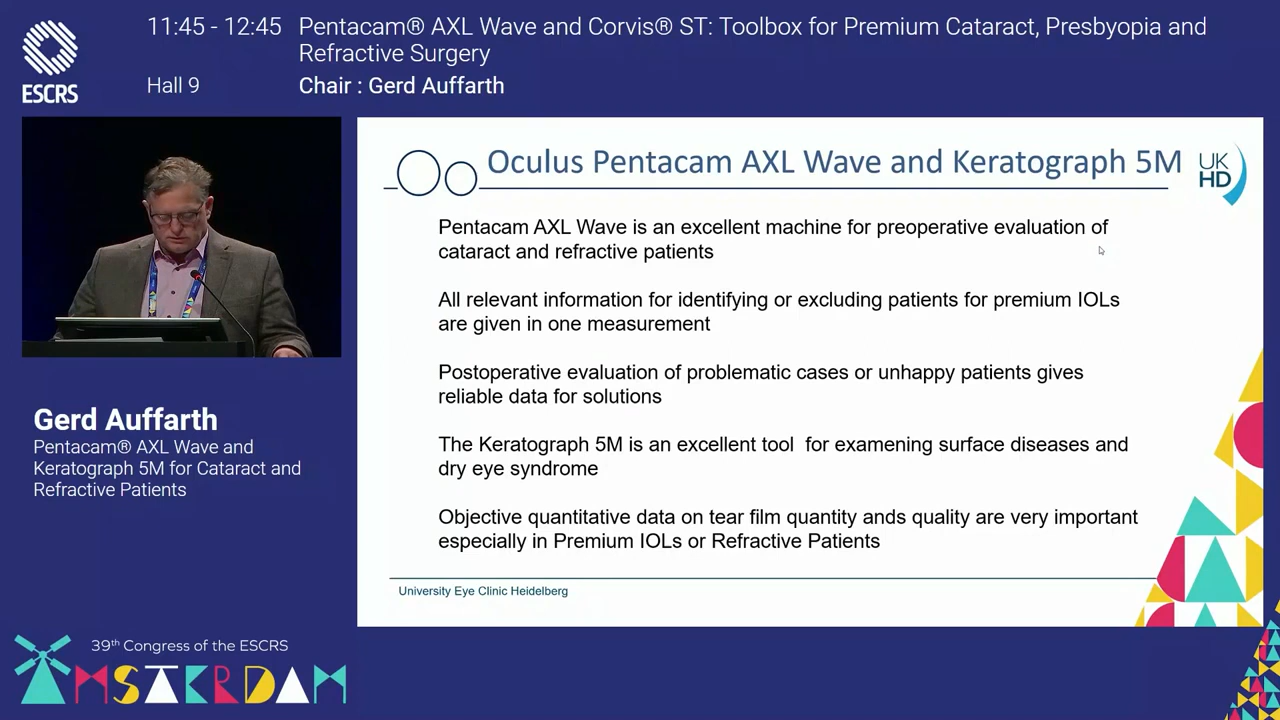 11:45 - 12:45
Pentacam® AXL Wave and Corvis® ST: Toolbox for Premium Cataract, Presbyopia and
Refractive Surgery
ESCRS
Hall 9
Chair : Gerd Auffarth
Oculus Pentacam AXL Wave and Keratograph 5M
UK
HD
Pentacam AXL Wave is an excellent machine for preoperative evaluation of
cataract and refractive patients
All relevant information for identifying or excluding patients for premium IOLs
are given in one measurement
Postoperative evaluation of problematic cases or unhappy patients gives
reliable data for solutions
The Keratograph 5M is an excellent tool  for examening surface diseases and
dry eye syndrome
Objective quantitative data on tear film quantity ands quality are very important
especially in Premium IOLs or Refractive Patients
University Eye Clinic Heidelberg
Gerd Auffarth
Pentacam® AXL Wave and
Keratograph 5M for Cataract and
Refractive Patients
39th Congress of the ESCRS
AMSTERDAM